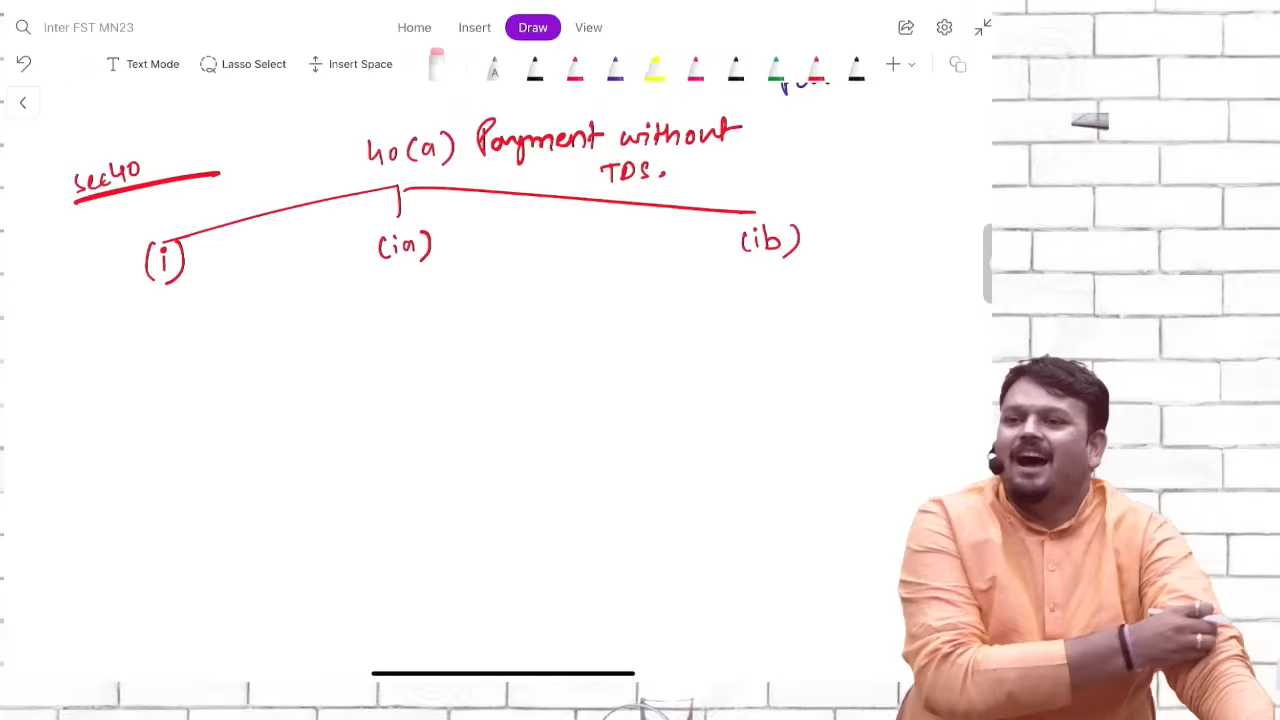 Inter FST MN23
Home Insert Draw View
Text Mode Lasso Select Insert Space
A
40(a) Payment without
TDS.
sec40
(i) (ia) (ib)